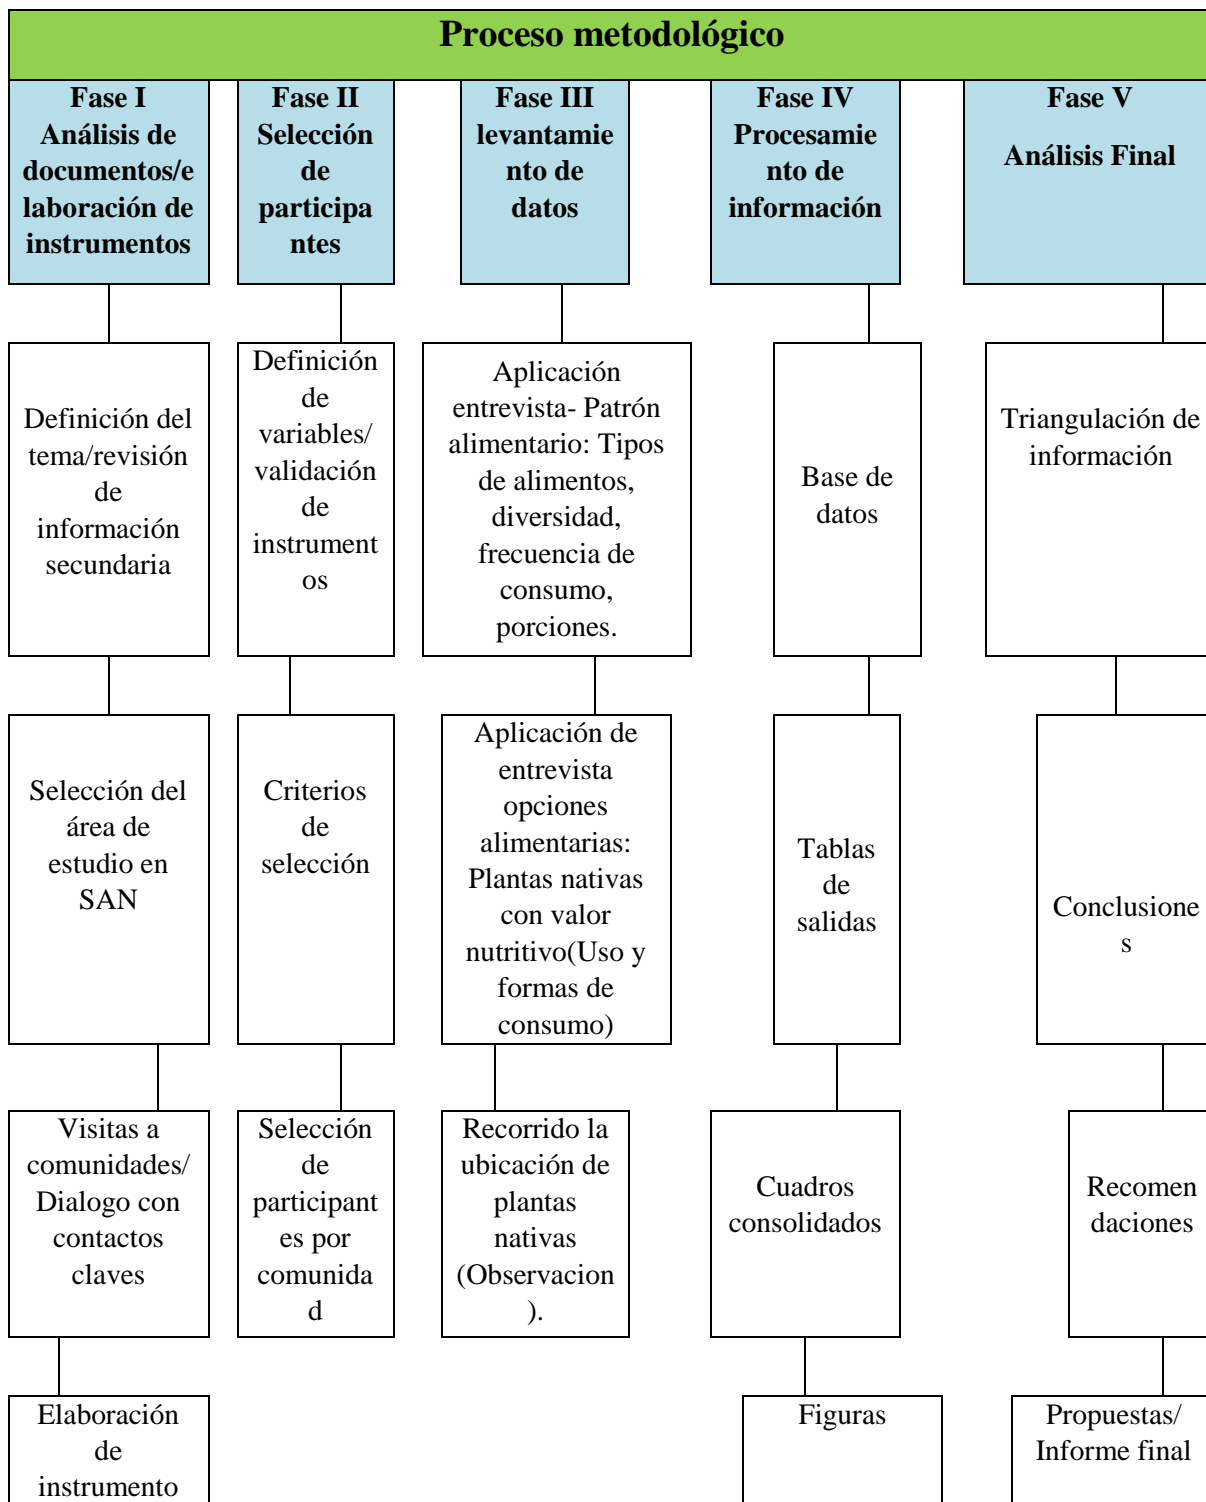 Proceso metodológico
Fase I
Análisis de
documentos/e
laboración de
instrumentos
Fase II
Selección
de
participa
ntes
Fase III
levantamie
nto de
datos
Fase IV
Procesamie
nto de
información
Fase V
Análisis Final
Definición del
tema/revisión
de
información
secundaria
Definición
de
variables/
validación
de
instrument
os
Aplicación
entrevista- Patrón
alimentario: Tipos
de alimentos,
diversidad,
frecuencia de
consumo,
porciones.
Base de
datos
Triangulación de
información
Selección del
área de
estudio en
SAN
Criterios
de
selección
Aplicación de
entrevista
opciones
alimentarias:
Plantas nativas
con valor
nutritivo(Uso y
formas de
consumo)
Tablas
de
salidas
Conclusione
s
Visitas a
comunidades/
Dialogo con
contactos
claves
Selección
de
participant
es por
comunida
d
Recorrido la
ubicación de
plantas
nativas
(Observacion
).
Cuadros
consolidados
Recomen
daciones
Elaboración
de
instrumento
Figuras
Propuestas/
Informe final